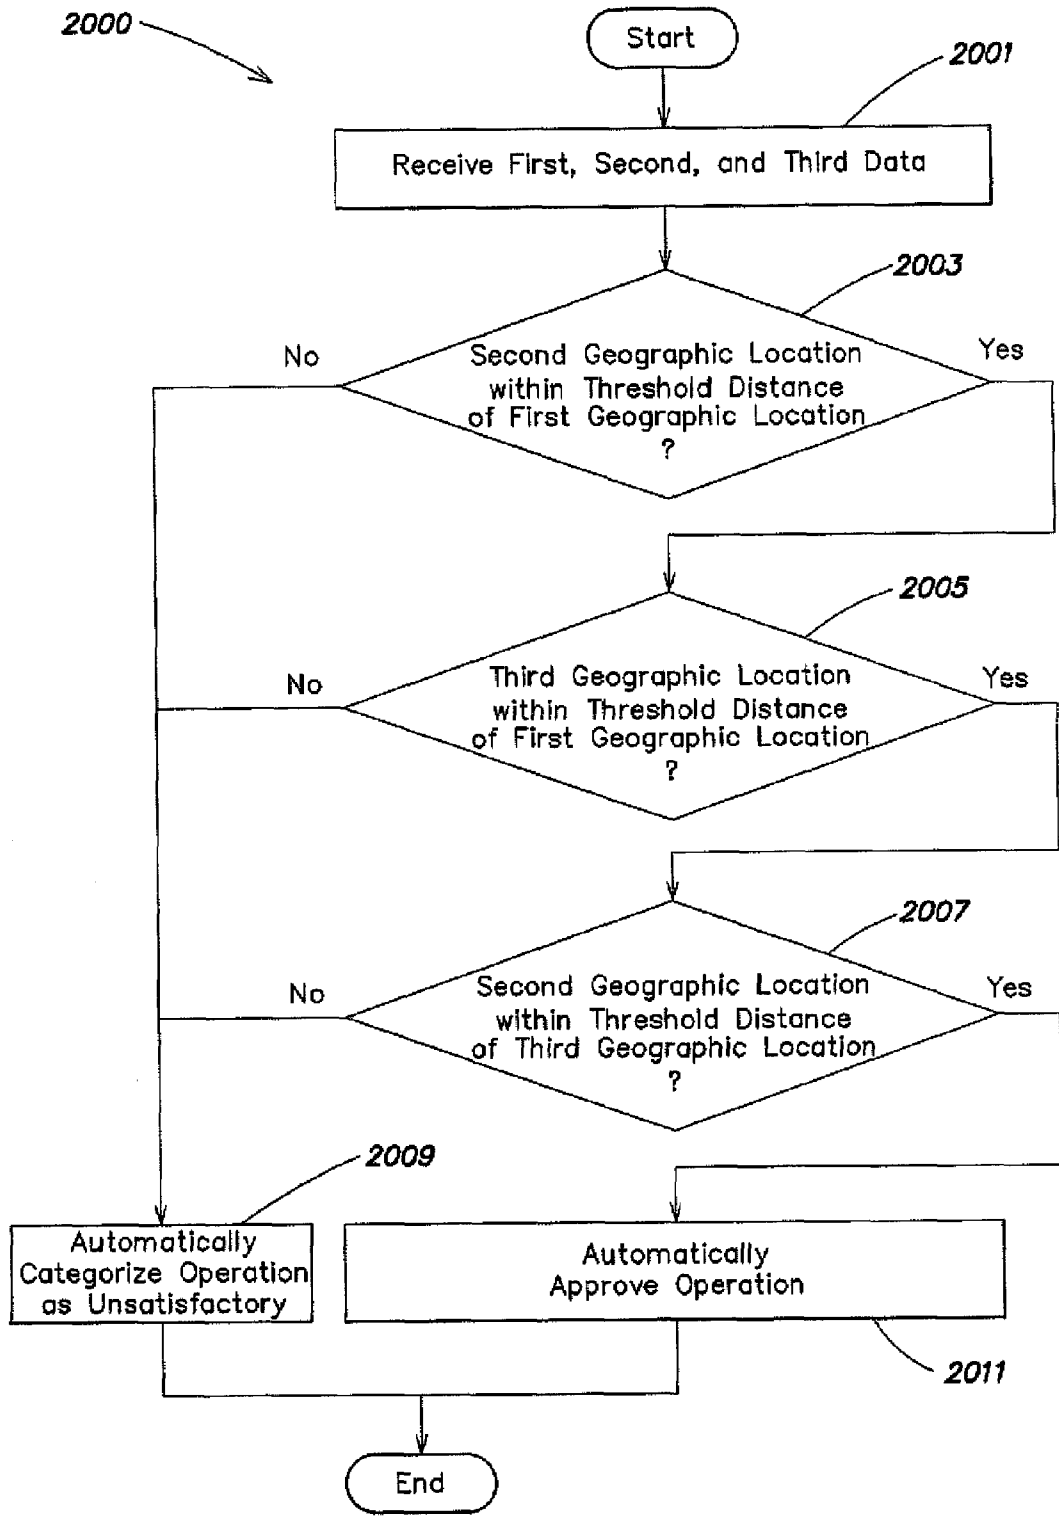 2000
Start
2001
Receive First, Second, and Third Data
2003
No
Yes
Second Geographic Location
within Threshold Distance
of First Geographic Location
?
2005
No
Yes
Third Geographic Location
within Threshold Distance
of First Geographic Location
?
2007
No
Yes
Second Geographic Location
within Threshold Distance
of Third Geographic Location
?
2009
Automatically
Categorize Operation
as Unsatisfactory
Automatically
Approve Operation
2011
End